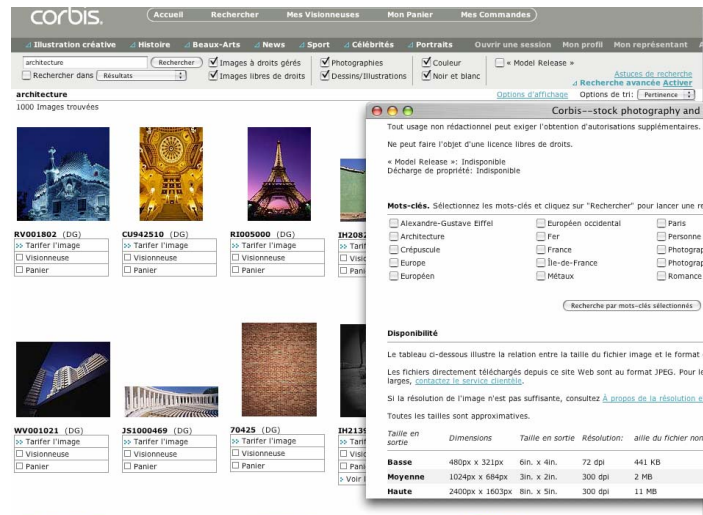 corbis.
Accueil Rechercher Mes Visionneuses Mon Panier Mes Commandes
Illustration créative Histoire Beaux-Arts News Sport Célébrités Portraits Ouvrir une session Mon profil Mon représentant
architecture Rechercher Images à droits gérés Photographies Couleur « Model Release »
Rechercher dans Résultats Images libres de droits Dessins/Illustrations Noir et blanc
Astuces de recherche
Recherche avancée Activer
architecture Options d'affichage Options de tri: Pertinence
1000 Images trouvées
RV001802 (DG) CU942510 (DG) RI005000 (DG) IH2082
>> Tarifer l'image >> Tarifer l'image >> Tarifer l'image >> Tarif
Visionneuse Visionneuse Visionneuse Visio
Panier Panier Panier Pani
WV001021 (DG) JS1000469 (DG) 70425 (DG) IH2139
>> Tarifer l'image >> Tarifer l'image >> Tarifer l'image >> Tarif
Visionneuse Visionneuse Visionneuse Visio
Panier Panier Panier Pani
> Voir l
Corbis--stock photography and
Tout usage non rédactionnel peut exiger l'obtention d'autorisations supplémentaires.
Ne peut faire l'objet d'une licence libres de droits.
« Model Release »: Indisponible
Décharge de propriété: Indisponible
Mots-clés. Sélectionnez les mots-clés et cliquez sur "Rechercher" pour lancer une re
Alexandre-Gustave Eiffel Européen occidental Paris
Architecture Fer Personne
Crépuscule France Photograp
Europe Île-de-France Photograp
Européen Métaux Romance
Recherche par mots-clés sélectionnés
Disponibilité
Le tableau ci-dessous illustre la relation entre la taille du fichier image et le format
Les fichiers directement téléchargés depuis ce site Web sont au format JPEG. Pour le
larges, contactez le service clientèle.
Si la résolution de l'image n'est pas suffisante, consultez À propos de la résolution e
Toutes les tailles sont approximatives.
Taille en sortie Dimensions Taille en sortie Résolution: aille du fichier non
Basse 480px x 321px 6in. x 4in. 72 dpi 441 KB
Moyenne 1024px x 684px 3in. x 2in. 300 dpi 2 MB
Haute 2400px x 1603px 8in. x 5in. 300 dpi 11 MB